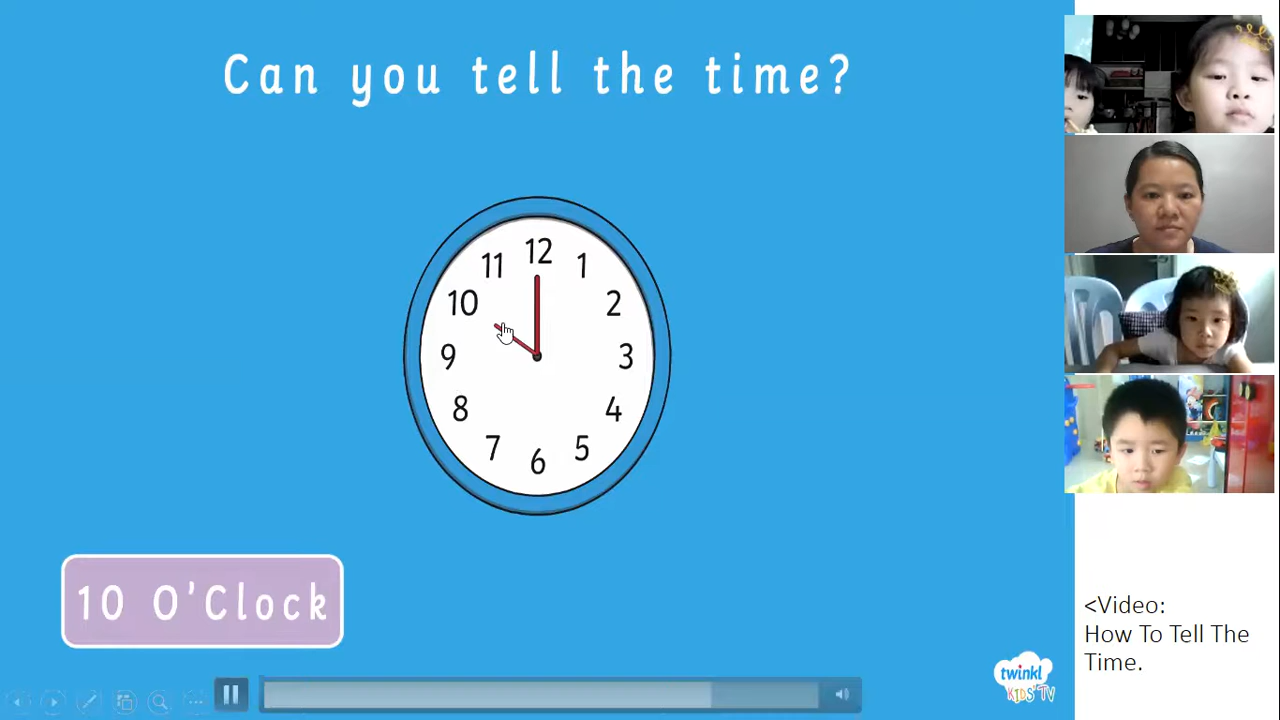 Can you tell the time?
12
11
1
10
2
9
3
8
4
7
5
6
10 O'Clock
twinkl
KIDS' TV
<Video:
How To Tell The
Time.